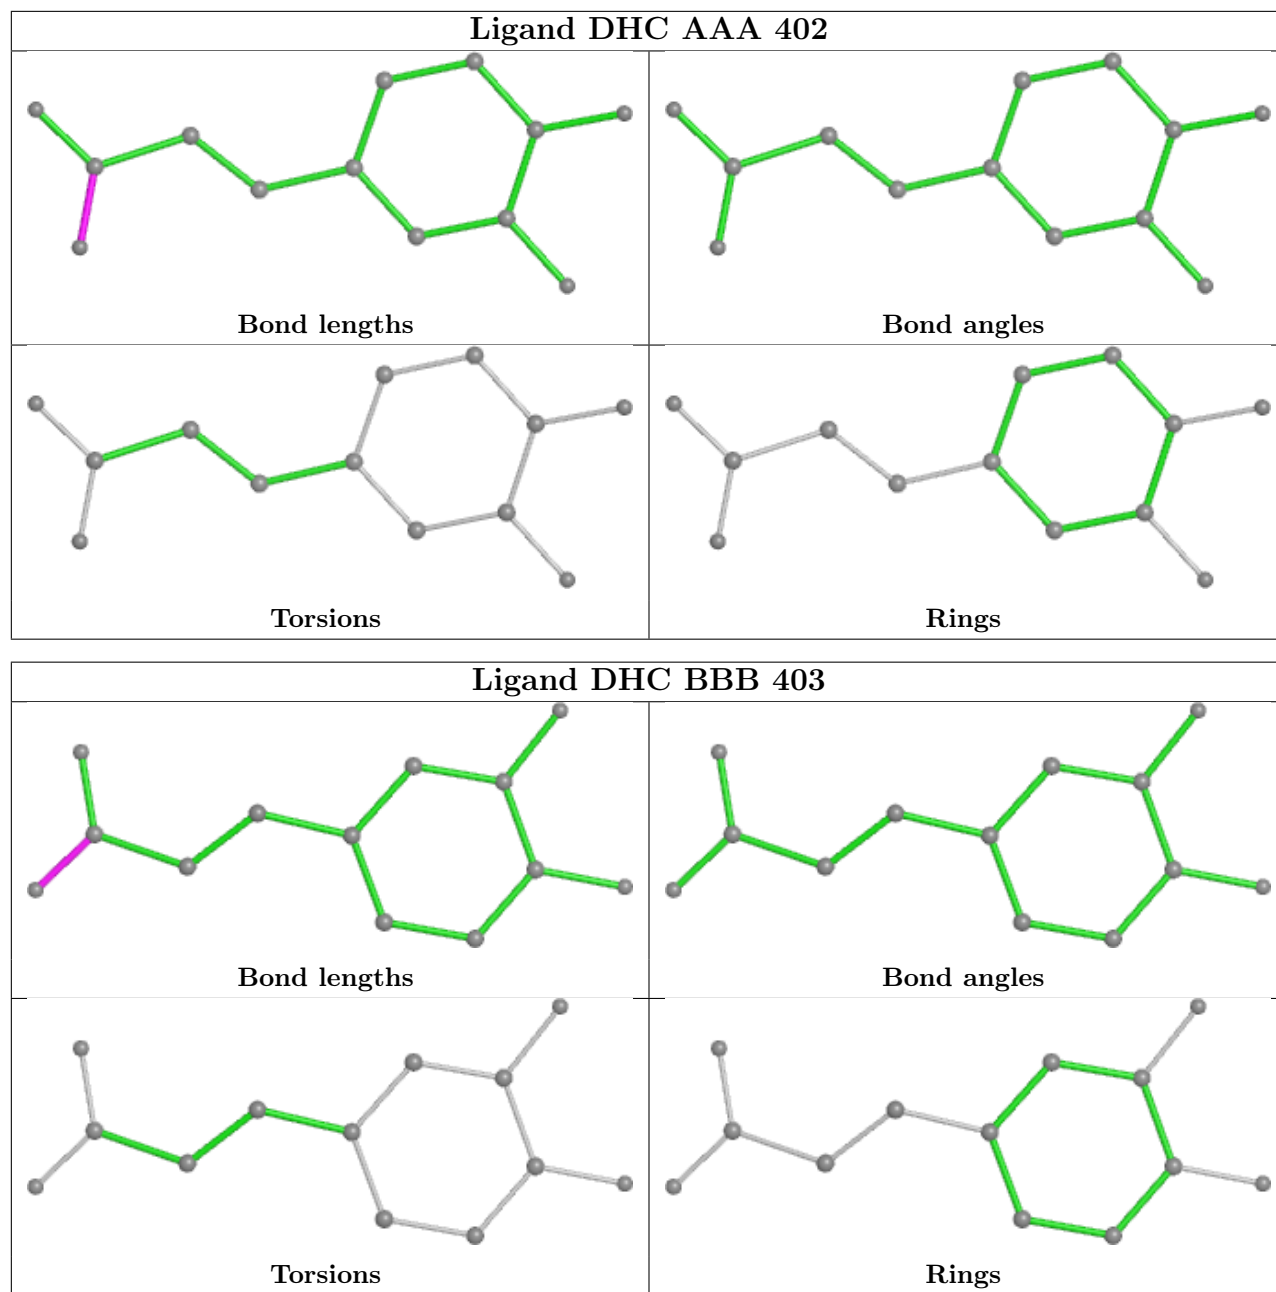 Ligand DHC AAA 402
Bond lengths
Bond angles
Torsions
Rings
Ligand DHC BBB 403
Bond lengths
Bond angles
Torsions
Rings